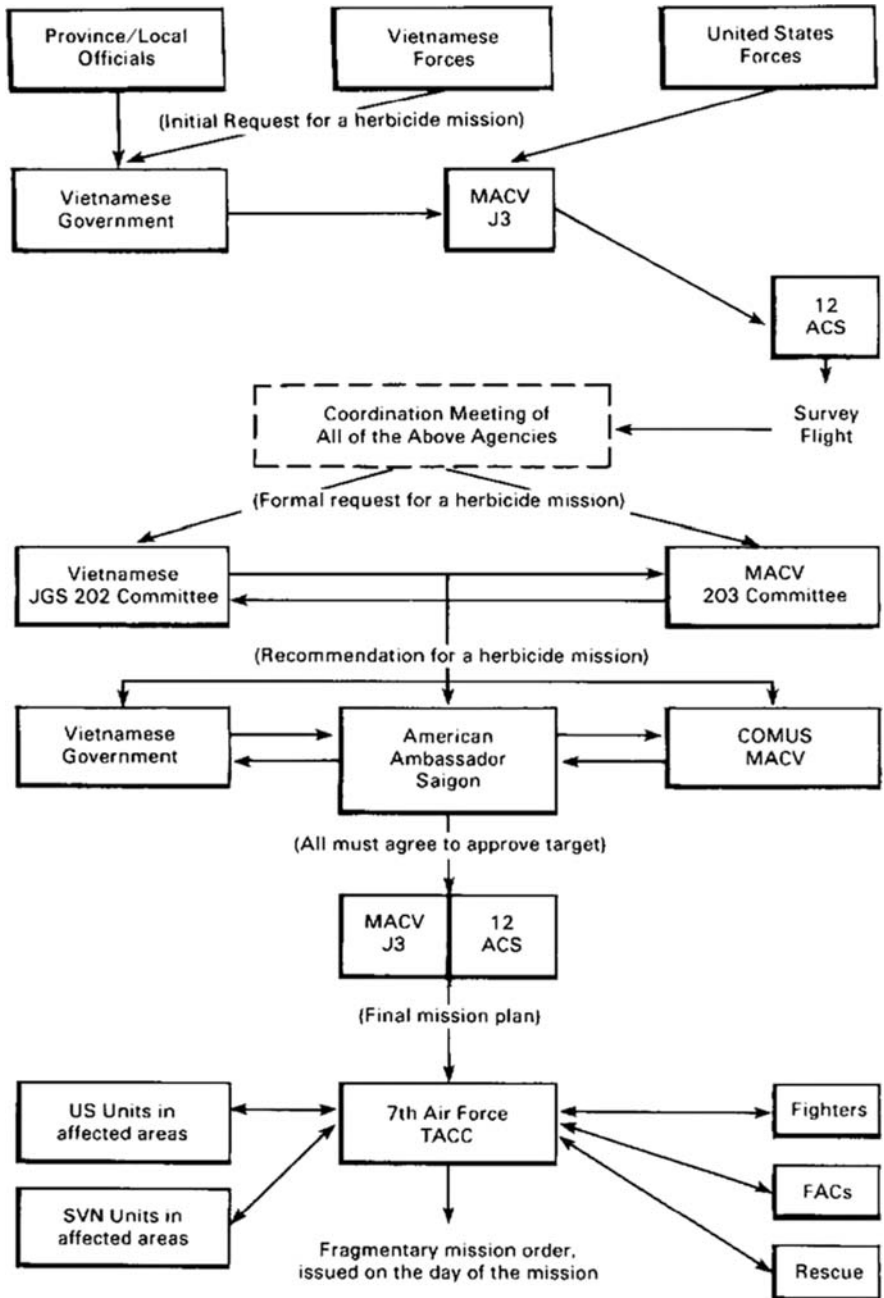 Province/Local
Officials
Vietnamese
Forces
United States
Forces
(Initial Request for a herbicide mission)
Vietnamese
Government
MACV
J3
12
ACS
Coordination Meeting of
All of the Above Agencies
Survey
Flight
(Formal request for a herbicide mission)
Vietnamese
JGS 202 Committee
MACV
203 Committee
(Recommendation for a herbicide mission)
Vietnamese
Government
American
Ambassador
Saigon
COMUS
MACV
(All must agree to approve target)
MACV
J3
12
ACS
(Final mission plan)
US Units in
affected areas
7th Air Force
TACC
Fighters
FACs
SVN Units in
affected areas
Fragmentary mission order,
issued on the day of the mission
Rescue